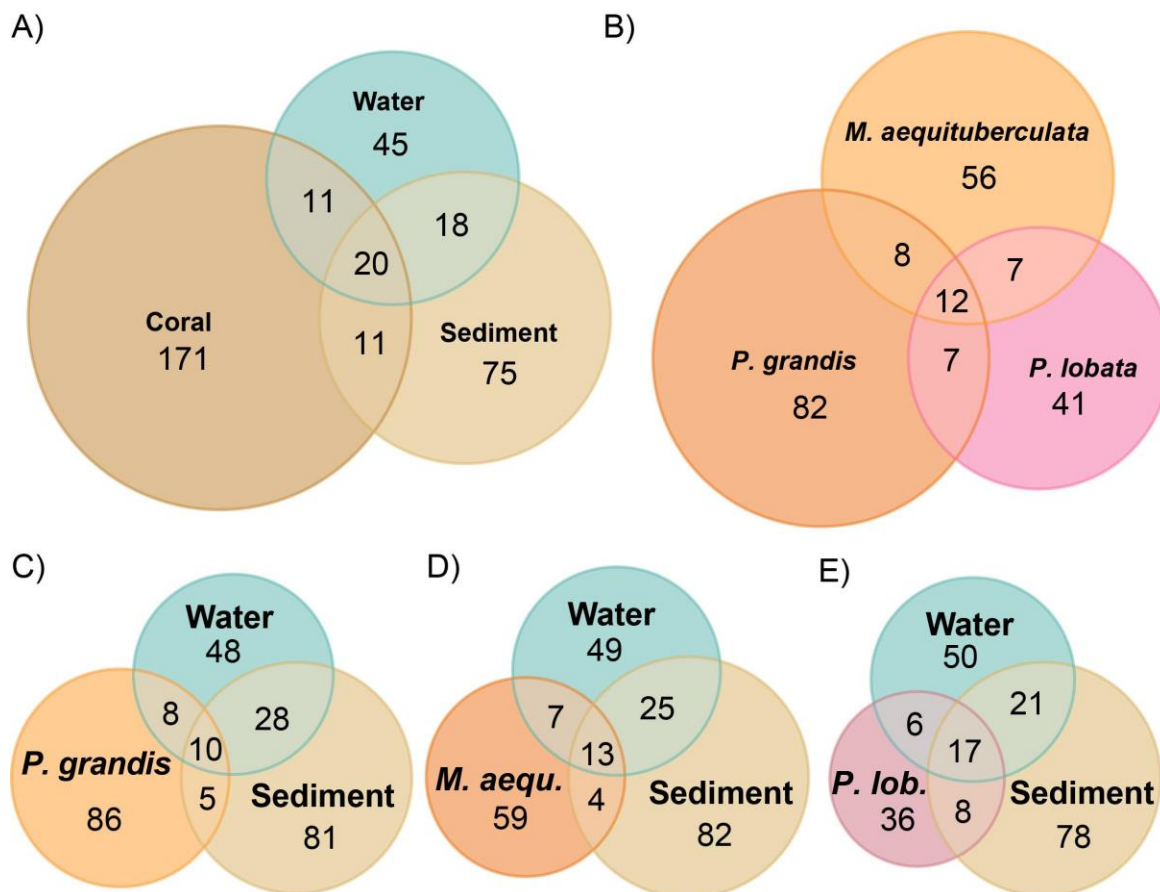 A)
Water
45
11
18
20
Coral
171
11
Sediment
75
B)
M. aequituberculata
56
8
7
12
P. grandis
82
7
P. lobata
41
C)
Water
48
8
28
10
P. grandis
86
5
Sediment
81
D)
Water
49
7
25
13
M. aequ.
59
4
Sediment
82
E)
Water
50
6
21
17
P. lob.
36
8
Sediment
78